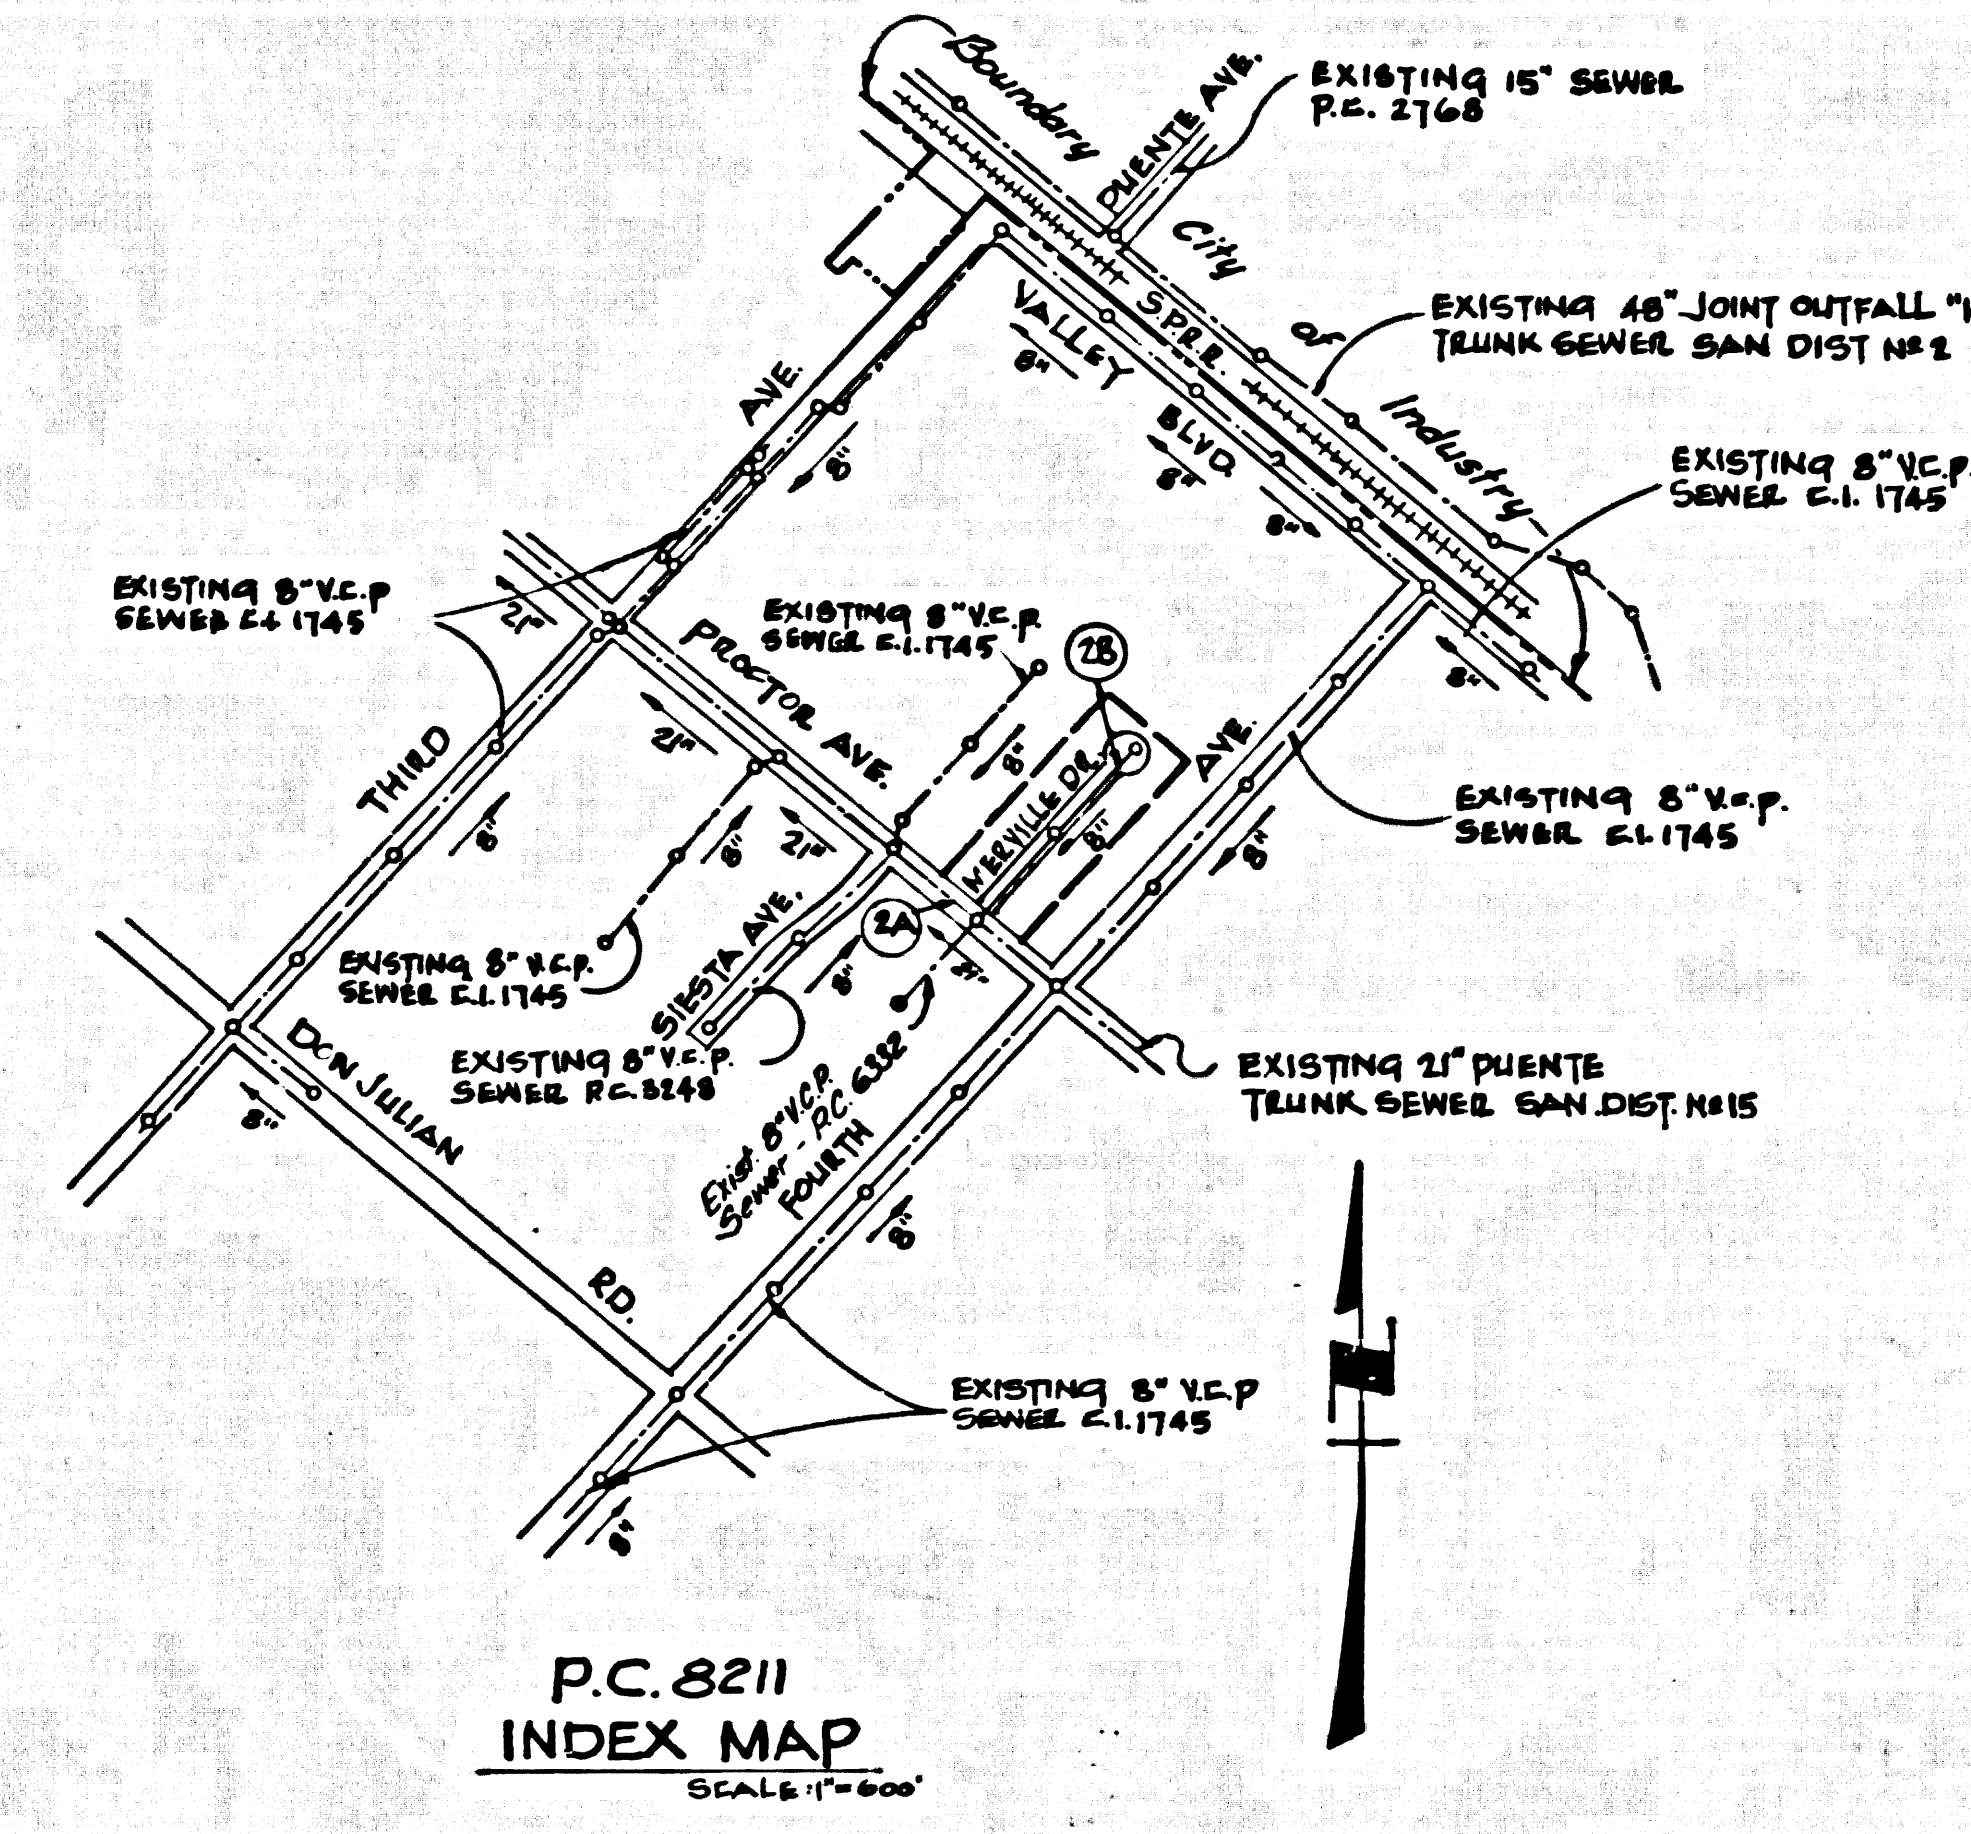 Boundary
PUENTE AVE.
EXISTING 15" SEWER
P.C. 2768
City
of
Industry
EXISTING 48" JOINT OUTFALL
TRUNK SEWER SAN DIST Nº 2
S.P.R.R.
VALLEY
BLVD.
8"
8"
8"
EXISTING 8" V.C.P.
SEWER C.I. 1745
8"
AVE.
8"
EXISTING 8" V.C.P
SEWER C.I. 1745
21"
PROCTOR AVE.
EXISTING 8" V.C.P.
SEWER C.I. 1745
2B
8"
21"
THIRD
8"
8"
21"
MERVILLE DR.
8"
AVE.
8"
EXISTING 8" V.C.P.
SEWER C.I. 1745
2A
21"
SIESTA AVE.
8"
EXISTING 8" V.C.P.
SEWER C.I. 1745
EXISTING 8" V.C.P.
SEWER P.C. 3248
DON JULIAN
RD.
8"
Exist. 8" V.C.P.
Sewer - P.C. 6332
FOURTH
8"
EXISTING 21" PUENTE
TRUNK SEWER SAN. DIST. Nº 15
EXISTING 8" V.C.P
SEWER C.I. 1745
8"
N
P.C. 8211
INDEX MAP
SCALE: 1"=600'